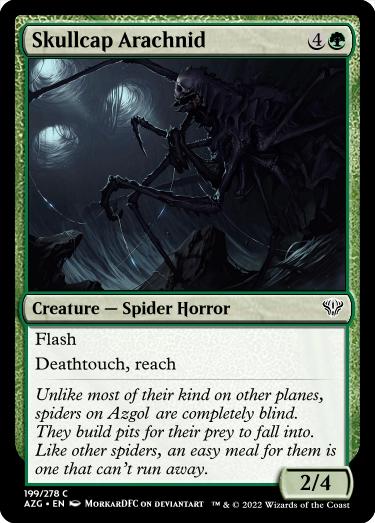 Skullcap Arachnid 4
Creature — Spider Horror
Flash
Deathtouch, reach
Unlike most of their kind on other planes,
spiders on Azgol are completely blind.
They build pits for their prey to fall into.
Like other spiders, an easy meal for them is
one that can't run away.
2/4
199/278 C
AZG • EN MorkarDFC on deviantart ™ & © 2022 Wizards of the Coast